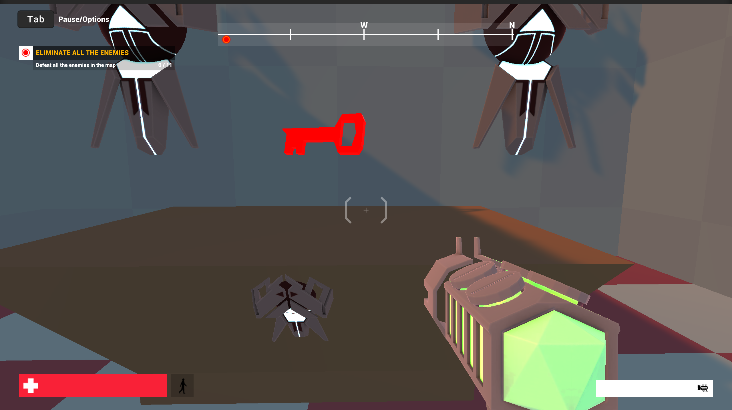 Tab Pause/Options
W N
ELIMINATE ALL THE ENEMIES
Defeat all the enemies in the map